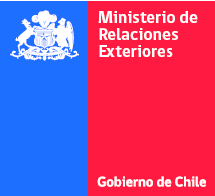 Ministerio de
Relaciones
Exteriores
Gobierno de Chile